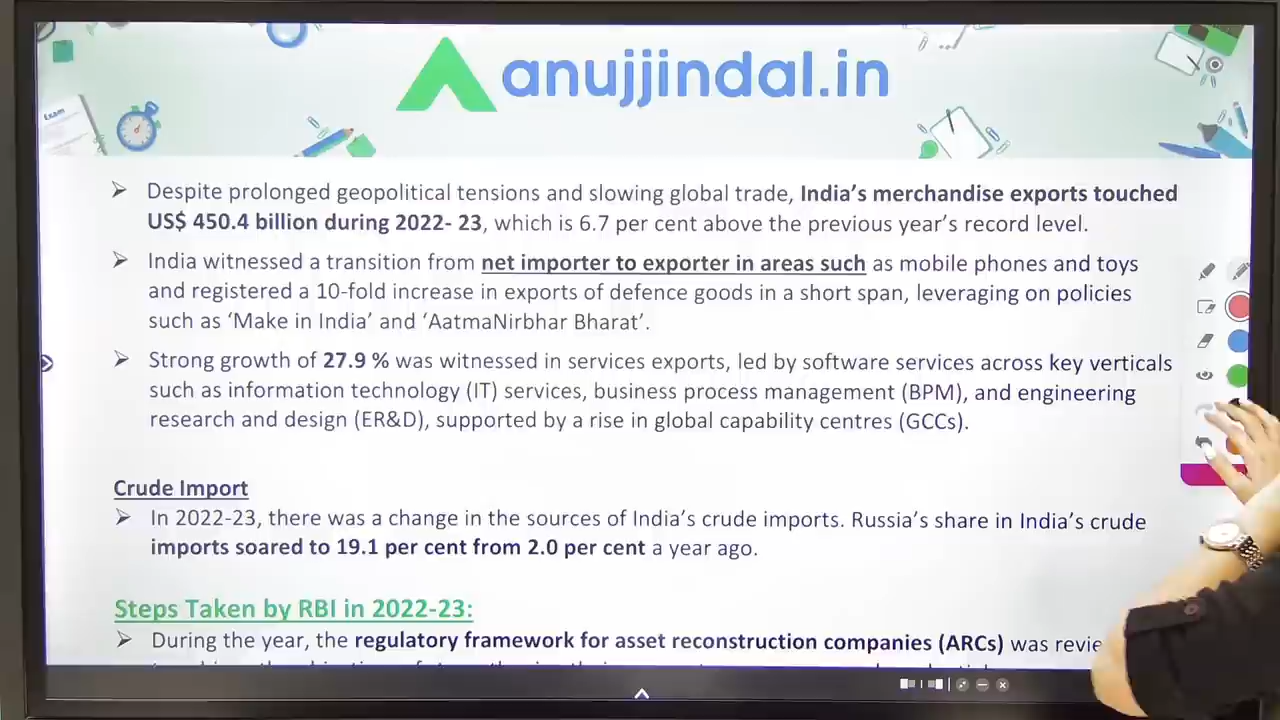 Exam
anujjindal.in
Despite prolonged geopolitical tensions and slowing global trade, India's merchandise exports touched
US$ 450.4 billion during 2022- 23, which is 6.7 per cent above the previous year's record level.
India witnessed a transition from net importer to exporter in areas such as mobile phones and toys
and registered a 10-fold increase in exports of defence goods in a short span, leveraging on policies
such as 'Make in India' and 'AatmaNirbhar Bharat'.
Strong growth of 27.9 % was witnessed in services exports, led by software services across key verticals
such as information technology (IT) services, business process management (BPM), and engineering
research and design (ER&D), supported by a rise in global capability centres (GCCs).
Crude Import
In 2022-23, there was a change in the sources of India's crude imports. Russia's share in India's crude
imports soared to 19.1 per cent from 2.0 per cent a year ago.
Steps Taken by RBI in 2022-23:
During the year, the regulatory framework for asset reconstruction companies (ARCs) was